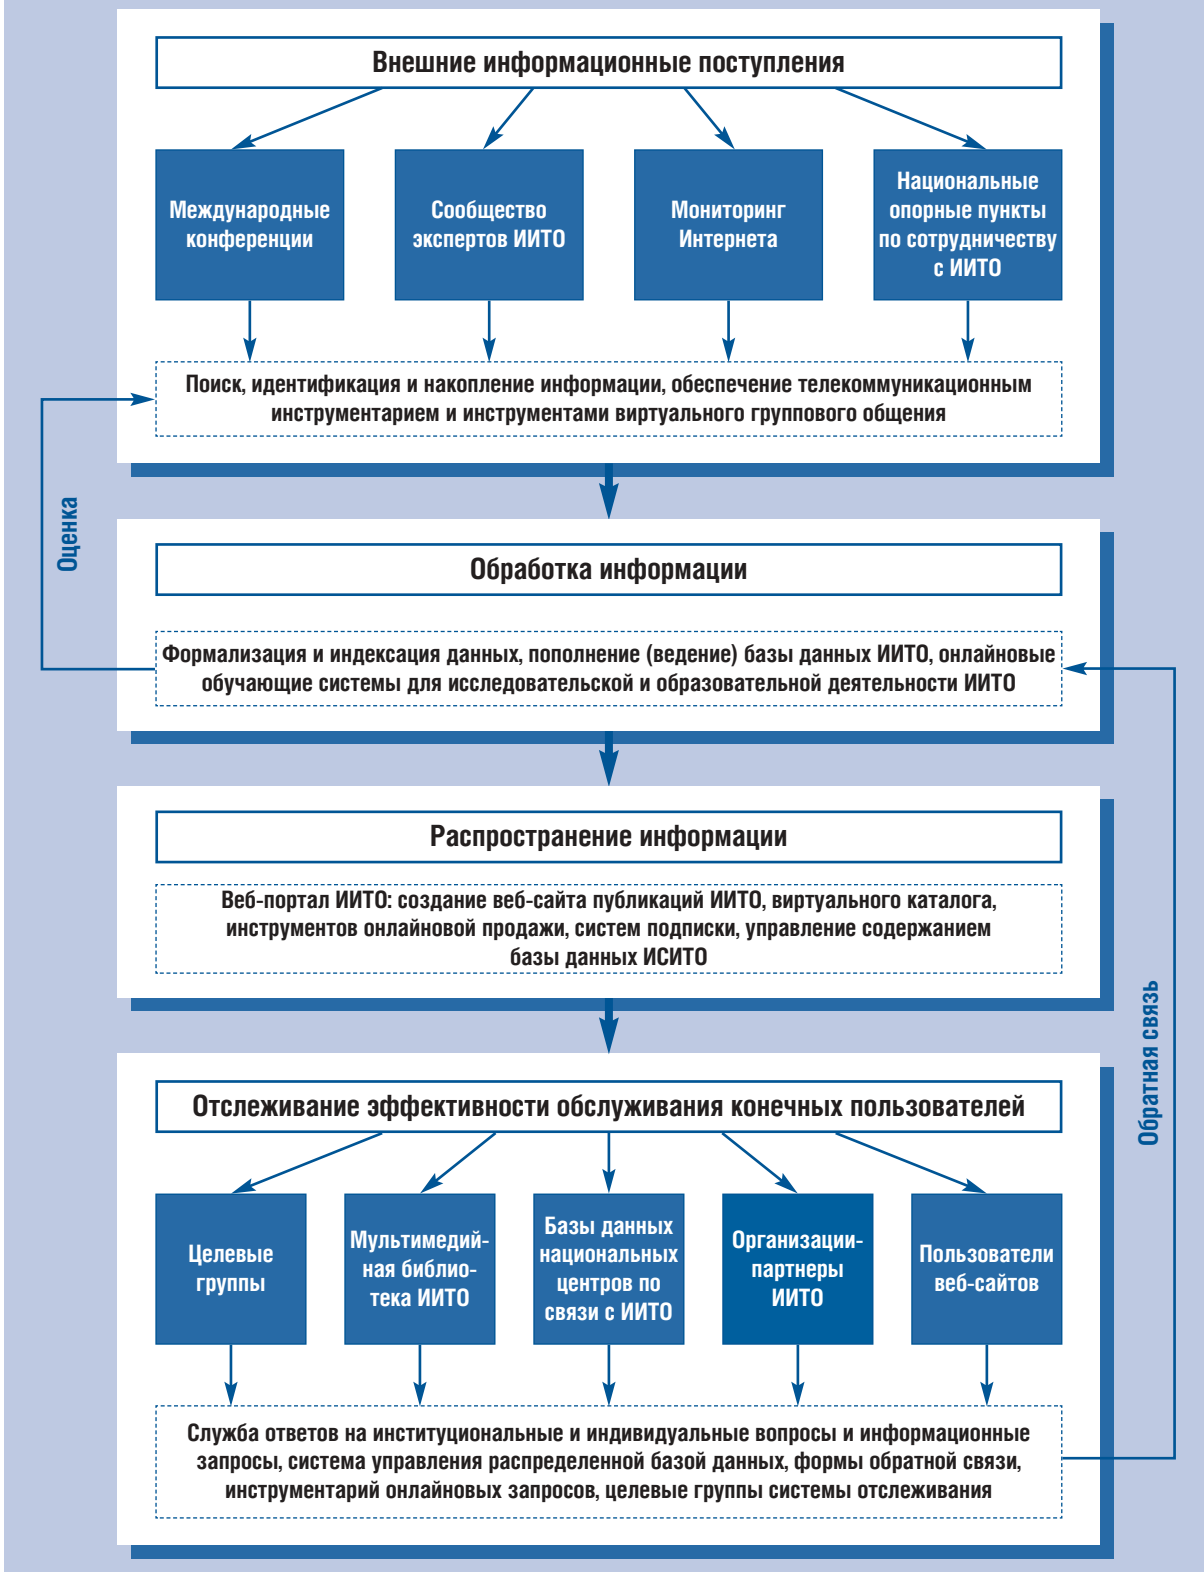 Внешние информационные поступления
Международные
конференции
Сообщество
экспертов ИИТО
Мониторинг
Интернета
Национальные
опорные пункты
по сотрудничеству
с ИИТО
Поиск, идентификация и накопление информации, обеспечение телекоммуникационным
инструментарием и инструментами виртуального группового общения
Оценка
Обработка информации
Формализация и индексация данных, пополнение (ведение) базы данных ИИТО, онлайновые
обучающие системы для исследовательской и образовательной деятельности ИИТО
Распространение информации
Веб-портал ИИТО: создание веб-сайта публикаций ИИТО, виртуального каталога,
инструментов онлайновой продажи, систем подписки, управление содержанием
базы данных ИСИТО
Обратная связь
Отслеживание эффективности обслуживания конечных пользователей
Целевые
группы
Мультимедий-
ная библио-
тека ИИТО
Базы данных
национальных
центров по
связи с ИИТО
Организации-
партнеры
ИИТО
Пользователи
веб-сайтов
Служба ответов на институциональные и индивидуальные вопросы и информационные
запросы, система управления распределенной базой данных, формы обратной связи,
инструментарий онлайновых запросов, целевые группы системы отслеживания